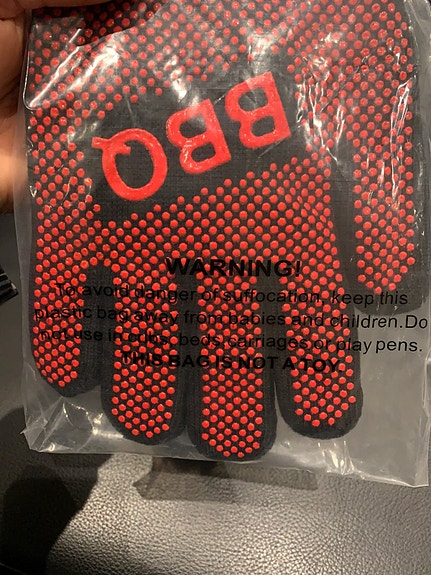 BBQ
WARNING!
To avoid danger of suffocation, keep this
plastic bag away from babies and children.Do
not use in cribs, beds,carriages or play pens.
THIS BAG IS NOT A TOY.